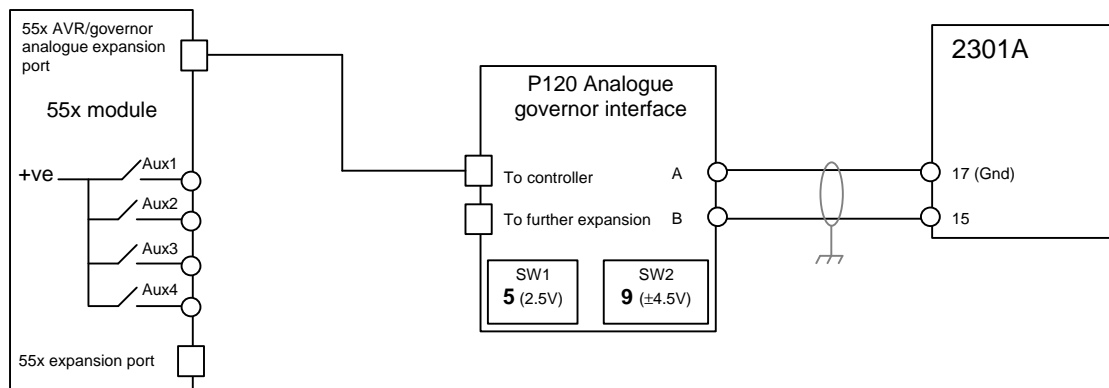 55x AVR/governor
analogue expansion
port
55x module
+ve
Aux1
Aux2
Aux3
Aux4
55x expansion port
P120 Analogue
governor interface
To controller
A
To further expansion
B
SW1
5 (2.5V)
SW2
9 (±4.5V)
2301A
17 (Gnd)
15